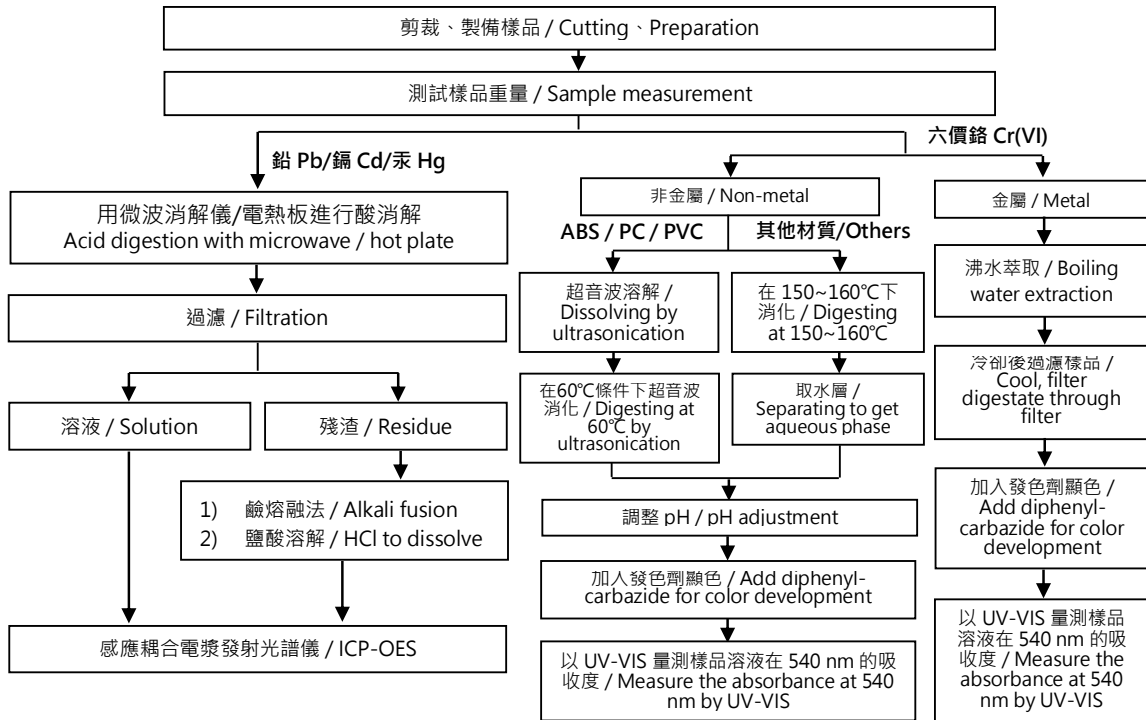 剪裁、製備樣品 / Cutting、Preparation
測試樣品重量 / Sample measurement
鉛 Pb/鎘 Cd/汞 Hg
六價鉻 Cr(VI)
用微波消解儀/電熱板進行酸消解
Acid digestion with microwave / hot plate
過濾 / Filtration
溶液 / Solution
殘渣 / Residue
1) 鹼熔融法 / Alkali fusion
2) 鹽酸溶解 / HCl to dissolve
感應耦合電漿發射光譜儀 / ICP-OES
非金屬 / Non-metal
ABS / PC / PVC
其他材質/Others
超音波溶解 /
Dissolving by
ultrasonication
在 150~160℃下
消化 / Digesting
at 150~160℃
在60℃條件下超音波
消化 / Digesting at
60℃ by
ultrasonication
取水層 /
Separating to get
aqueous phase
調整 pH / pH adjustment
加入發色劑顯色 / Add diphenyl-
carbazide for color development
以 UV-VIS 量測樣品溶液在 540 nm 的吸
收度 / Measure the absorbance at 540
nm by UV-VIS
金屬 / Metal
沸水萃取 / Boiling
water extraction
冷卻後過濾樣品 /
Cool, filter
digestate through
filter
加入發色劑顯色 /
Add diphenyl-
carbazide for color
development
以 UV-VIS 量測樣品
溶液在 540 nm 的吸
收度 / Measure the
absorbance at 540
nm by UV-VIS